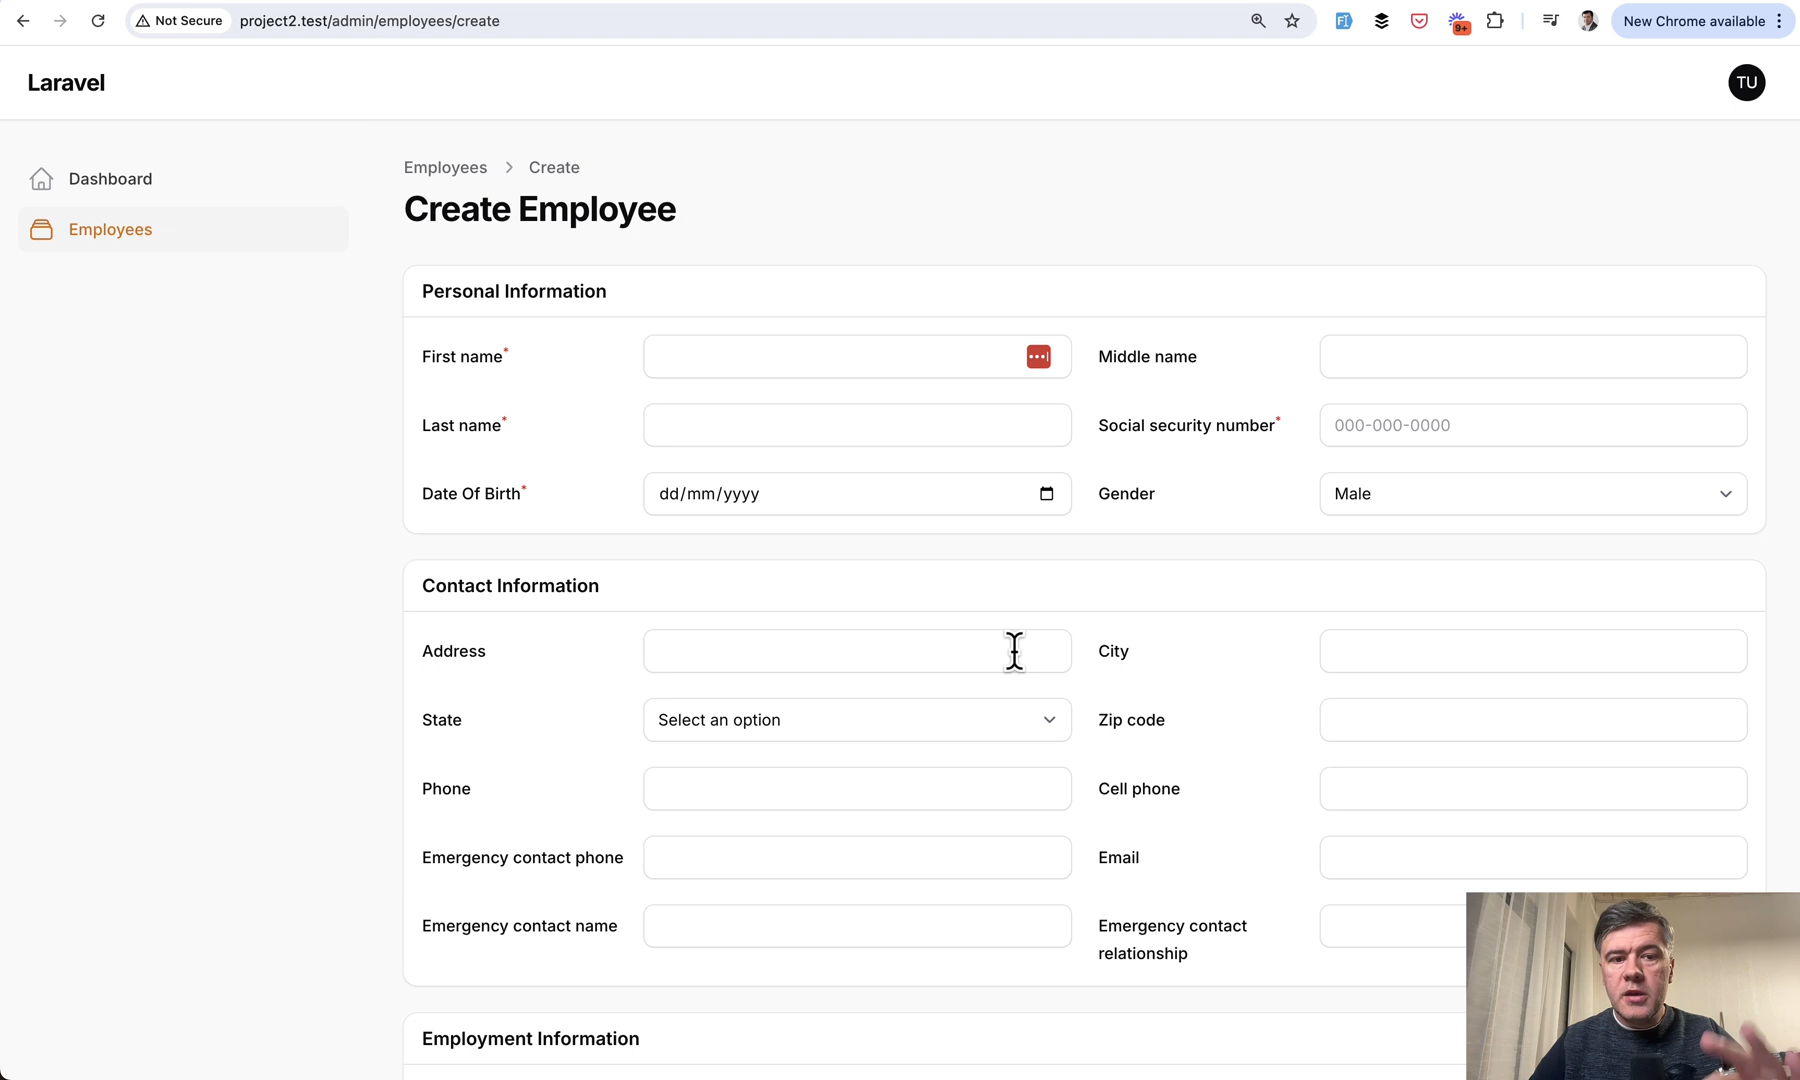 Not Secure project2.test/admin/employees/create
9+
New Chrome available
Laravel
TU
Dashboard
Employees
Employees > Create
Create Employee
Personal Information
First name*
Middle name
Last name*
Social security number*
000-000-0000
Date Of Birth*
dd/mm/yyyy
Gender
Male
Contact Information
Address
City
State
Select an option
Zip code
Phone
Cell phone
Emergency contact phone
Email
Emergency contact name
Emergency contact
relationship
Employment Information